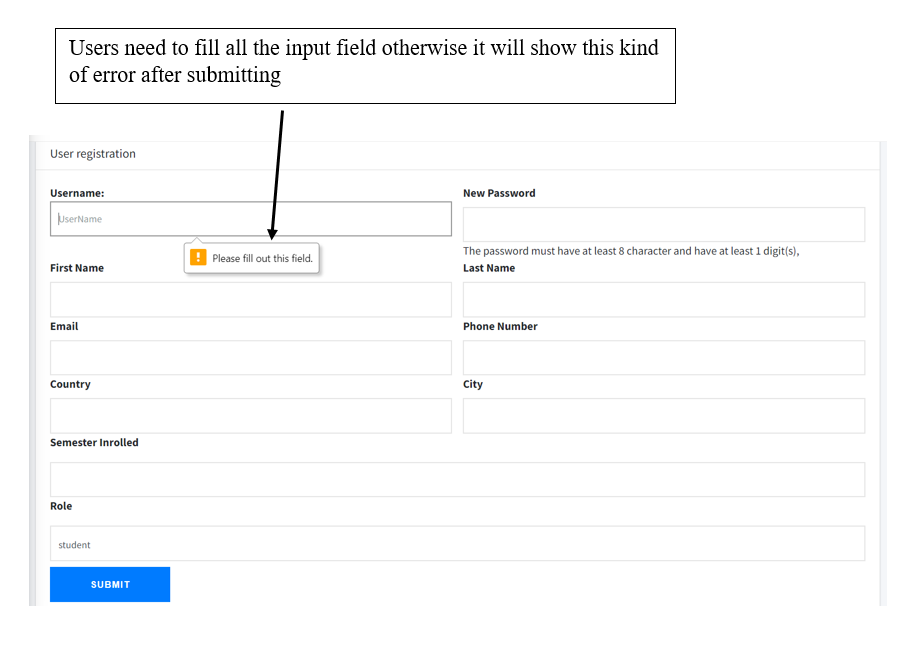 Users need to fill all the input field otherwise it will show this kind
of error after submitting
User registration
Username:
New Password
UserName
Please fill out this field.
The password must have at least 8 character and have at least 1 digit(s),
First Name
Last Name
Email
Phone Number
Country
City
Semester Inrolled
Role
student
SUBMIT